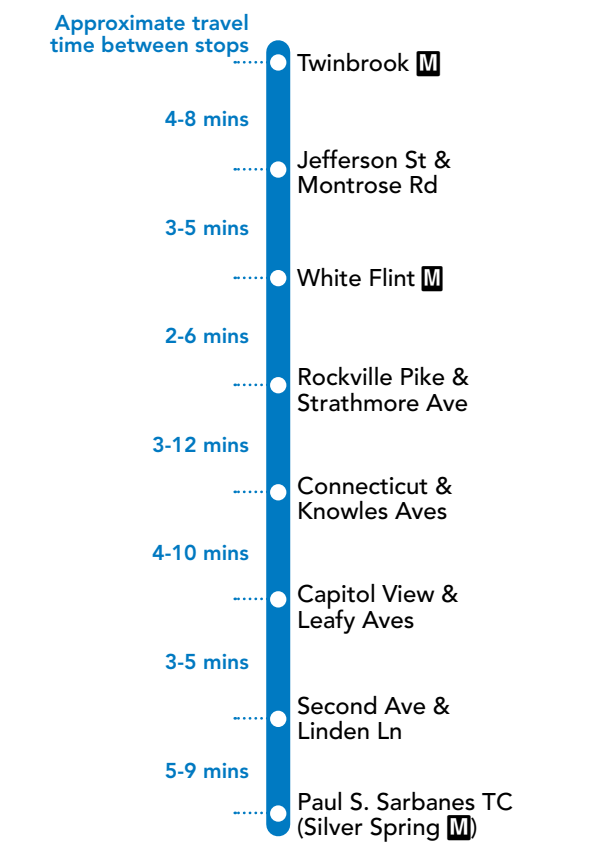 Approximate travel
time between stops
Twinbrook M
4-8 mins
Jefferson St &
Montrose Rd
3-5 mins
White Flint M
2-6 mins
Rockville Pike &
Strathmore Ave
3-12 mins
Connecticut &
Knowles Aves
4-10 mins
Capitol View &
Leafy Aves
3-5 mins
Second Ave &
Linden Ln
5-9 mins
Paul S. Sarbanes TC
(Silver Spring M)